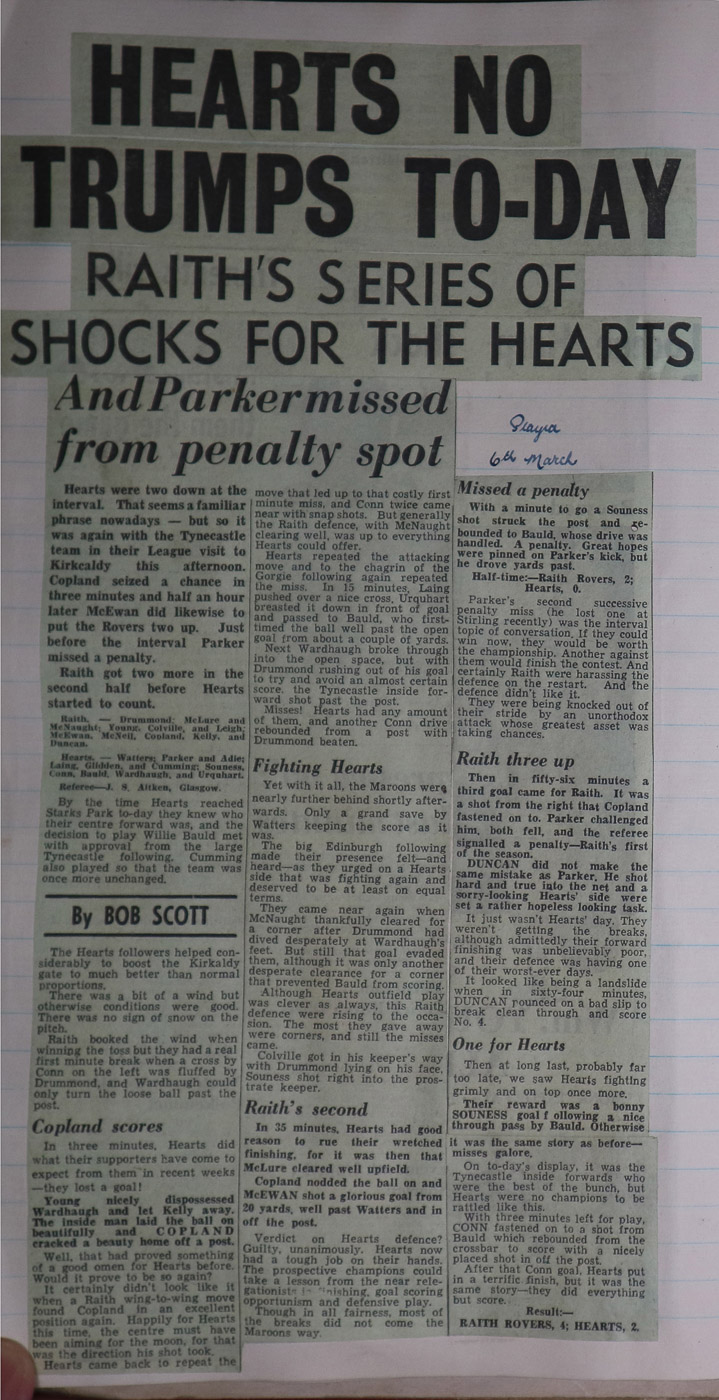 HEARTS NO
TRUMPS TO-DAY
RAITH'S SERIES OF
SHOCKS FOR THE HEARTS
And Parker missed
from penalty spot
Hearts were two down at the
interval. That seems a familiar
phrase nowadays — but so it
was again with the Tynecastle
team in their League visit to
Kirkcaldy this afternoon.
Copland seized a chance in
three minutes and half an hour
later McEwan did likewise to
put the Rovers two up. Just
before the interval Parker
missed a penalty.
Raith got two more in the
second half before Hearts
started to count.
Raith. — Drummond; McLure and
McNaught; Young, Colville, and Leigh;
McEwan, McNeil, Copland, Kelly, and
Duncan.
Hearts. — Watters; Parker and Adie;
Laing, Glidden, and Cumming; Souness,
Conn, Bauld, Wardhaugh, and Urquhart.
Referee—J. S. Aitken, Glasgow.
By the time Hearts reached
Starks Park to-day they knew who
their centre forward was, and the
decision to play Willie Bauld met
with approval from the large
Tynecastle following. Cumming
also played so that the team was
once more unchanged.
By BOB SCOTT
The Hearts followers helped con-
siderably to boost the Kirkaldy
gate to much better than normal
proportions.
There was a bit of a wind but
otherwise conditions were good.
There was no sign of snow on the
pitch.
Raith booked the wind when
winning the toss but they had a real
first minute break when a cross by
Conn on the left was fluffed by
Drummond, and Wardhaugh could
only turn the loose ball past the
post.
Copland scores
In three minutes, Hearts did
what their supporters have come to
expect from them in recent weeks
—they lost a goal!
Young nicely dispossessed
Wardhaugh and let Kelly away.
The inside man laid the ball on
beautifully and COPLAND
cracked a beauty home off a post.
Well, that had proved something
of a good omen for Hearts before.
Would it prove to be so again?
It certainly didn't look like it
when a Raith wing-to-wing move
found Copland in an excellent
position again. Happily for Hearts
this time, the centre must have
been aiming for the moon, for that
was the direction his shot took.
Hearts came back to repeat the
move that led up to that costly first
minute miss, and Conn twice came
near with snap shots. But generally
the Raith defence, with McNaught
clearing well, was up to everything
Hearts could offer.
Hearts repeated the attacking
move and to the chagrin of the
Gorgie following again repeated
the miss. In 15 minutes, Laing
pushed over a nice cross, Urquhart
breasted it down in front of goal
and passed to Bauld, who first-
timed the ball well past the open
goal from about a couple of yards.
Next Wardhaugh broke through
into the open space, but with
Drummond rushing out of his goal
to try and avoid an almost certain
score, the Tynecastle inside for-
ward shot past the post.
Misses! Hearts had any amount
of them, and another Conn drive
rebounded from a post with
Drummond beaten.
Fighting Hearts
Yet with it all, the Maroons were
nearly further behind shortly after-
wards. Only a grand save by
Watters keeping the score as it
was.
The big Edinburgh following
made their presence felt—and
heard—as they urged on a Hearts
side that was fighting again and
deserved to be at least on equal
terms.
They came near again when
McNaught thankfully cleared for
a corner after Drummond had
dived desperately at Wardhaugh's
feet. But still that goal evaded
them, although it was only another
desperate clearance for a corner
that prevented Bauld from scoring.
Although Hearts outfield play
was clever as always, this Raith
defence were rising to the occa-
sion. The most they gave away
were corners, and still the misses
came.
Colville got in his keeper's way
with Drummond lying on his face,
Souness shot right into the pros-
trate keeper.
Raith's second
In 35 minutes, Hearts had good
reason to rue their wretched
finishing, for it was then that
McLure cleared well upfield.
Copland nodded the ball on and
McEWAN shot a glorious goal from
20 yards, well past Watters and in
off the post.
Verdict on Hearts defence?
Guilty, unanimously. Hearts now
had a tough job on their hands.
The prospective champions could
take a lesson from the near rele-
gationists nishing, goal scoring
opportunism and defensive play.
Though in all fairness, most of
the breaks did not come the
Maroons way.
6th March
Missed a penalty
With a minute to go a Souness
shot struck the post and re-
bounded to Bauld, whose drive was
handled. A penalty. Great hopes
were pinned on Parker's kick, but
he drove yards past.
Half-time:—Raith Rovers, 2;
Hearts, 0.
Parker's second successive
penalty miss (he lost one at
Stirling recently) was the interval
topic of conversation. If they could
win now, they would be worth
the championship. Another against
them would finish the contest. And
certainly Raith were harassing the
defence on the restart. And the
defence didn't like it.
They were being knocked out of
their stride by an unorthodox
attack whose greatest asset was
taking chances.
Raith three up
Then in fifty-six minutes a
third goal came for Raith. It was
a shot from the right that Copland
fastened on to. Parker challenged
him, both fell, and the referee
signalled a penalty—Raith's first
of the season.
DUNCAN did not make the
same mistake as Parker. He shot
hard and true into the net and a
sorry-looking Hearts' side were
set a rather hopeless looking task.
It just wasn't Hearts' day. They
weren't getting the breaks,
although admittedly their forward
finishing was unbelievably poor,
and their defence was having one
of their worst-ever days.
It looked like being a landslide
when in sixty-four minutes,
DUNCAN pounced on a bad slip to
break clean through and score
No. 4.
One for Hearts
Then at long last, probably far
too late, we saw Hearts fighting
grimly and on top once more.
Their reward was a bonny
SOUNESS goal following a nice
through pass by Bauld. Otherwise
it was the same story as before—
misses galore.
On to-day's display, it was the
Tynecastle inside forwards who
were the best of the bunch, but
Hearts were no champions to be
rattled like this.
With three minutes left for play,
CONN fastened on to a shot from
Bauld which rebounded from the
crossbar to score with a nicely
placed shot in off the post.
After that Conn goal, Hearts put
in a terrific finish, but it was the
same story—they did everything
but score.
Result:—
RAITH ROVERS, 4; HEARTS, 2.